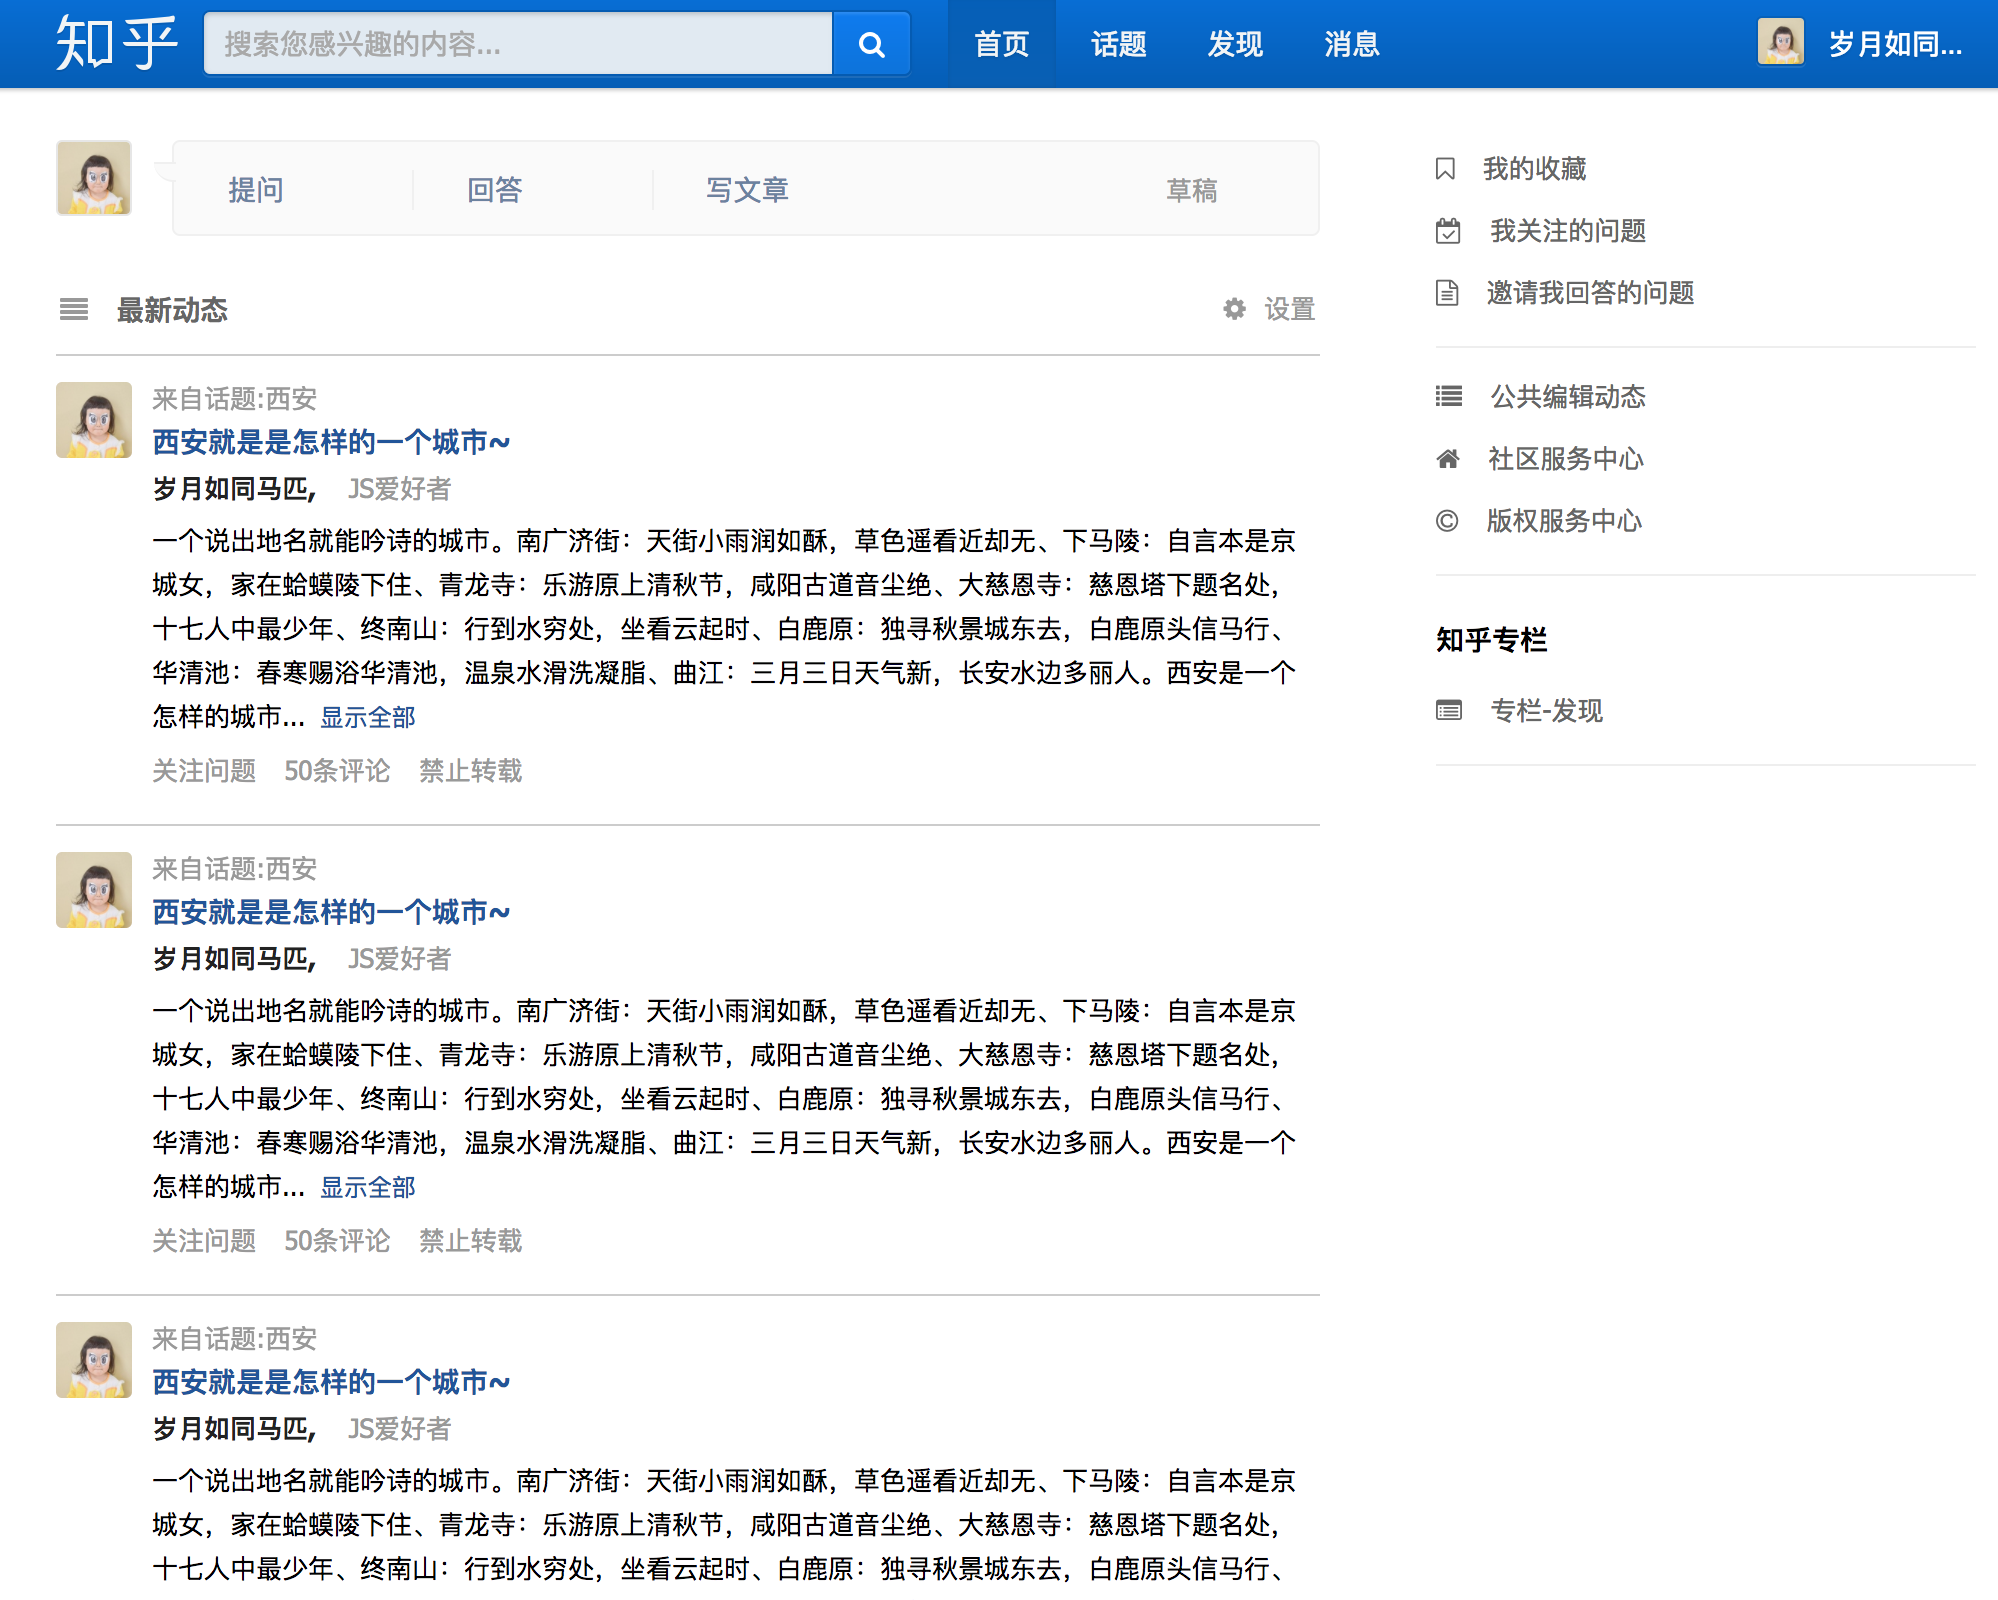 知乎 搜索您感兴趣的内容... 首页 话题 发现 消息 岁月如同...
提问 回答 写文章 草稿
最新动态 设置
来自话题:西安
西安就是是怎样的一个城市~
岁月如同马匹, JS爱好者
一个说出地名就能吟诗的城市。南广济街：天街小雨润如酥，草色遥看近却无、下马陵：自言本是京
城女，家在蛤蟆陵下住、青龙寺：乐游原上清秋节，咸阳古道音尘绝、大慈恩寺：慈恩塔下题名处，
十七人中最少年、终南山：行到水穷处，坐看云起时、白鹿原：独寻秋景城东去，白鹿原头信马行、
华清池：春寒赐浴华清池，温泉水滑洗凝脂、曲江：三月三日天气新，长安水边多丽人。西安是一个
怎样的城市... 显示全部
关注问题 50条评论 禁止转载
来自话题:西安
西安就是是怎样的一个城市~
岁月如同马匹, JS爱好者
一个说出地名就能吟诗的城市。南广济街：天街小雨润如酥，草色遥看近却无、下马陵：自言本是京
城女，家在蛤蟆陵下住、青龙寺：乐游原上清秋节，咸阳古道音尘绝、大慈恩寺：慈恩塔下题名处，
十七人中最少年、终南山：行到水穷处，坐看云起时、白鹿原：独寻秋景城东去，白鹿原头信马行、
华清池：春寒赐浴华清池，温泉水滑洗凝脂、曲江：三月三日天气新，长安水边多丽人。西安是一个
怎样的城市... 显示全部
关注问题 50条评论 禁止转载
来自话题:西安
西安就是是怎样的一个城市~
岁月如同马匹, JS爱好者
一个说出地名就能吟诗的城市。南广济街：天街小雨润如酥，草色遥看近却无、下马陵：自言本是京
城女，家在蛤蟆陵下住、青龙寺：乐游原上清秋节，咸阳古道音尘绝、大慈恩寺：慈恩塔下题名处，
十七人中最少年、终南山：行到水穷处，坐看云起时、白鹿原：独寻秋景城东去，白鹿原头信马行、
我的收藏
我关注的问题
邀请我回答的问题
公共编辑动态
社区服务中心
版权服务中心
知乎专栏
专栏-发现